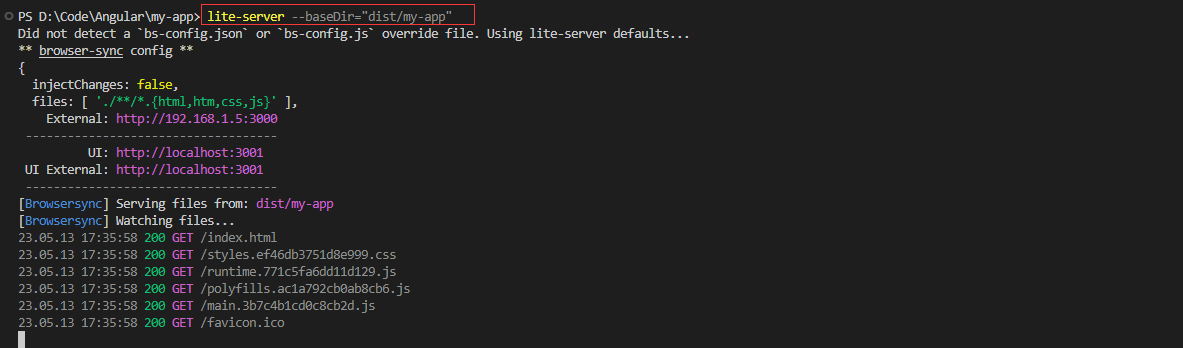 PS D:\Code\Angular\my-app> lite-server --baseDir="dist/my-app"
Did not detect a `bs-config.json` or `bs-config.js` override file. Using lite-server defaults...
** browser-sync config **
{
  injectChanges: false,
  files: [ './**/*.{html,htm,css,js}' ],
    External: http://192.168.1.5:3000
 -----------------------------------
          UI: http://localhost:3001
 UI External: http://localhost:3001
 -----------------------------------
[Browsersync] Serving files from: dist/my-app
[Browsersync] Watching files...
23.05.13 17:35:58 200 GET /index.html
23.05.13 17:35:58 200 GET /styles.ef46db3751d8e999.css
23.05.13 17:35:58 200 GET /runtime.771c5fa6dd11d129.js
23.05.13 17:35:58 200 GET /polyfills.ac1a792cb0ab8cb6.js
23.05.13 17:35:58 200 GET /main.3b7c4b1cd0c8cb2d.js
23.05.13 17:35:58 200 GET /favicon.ico